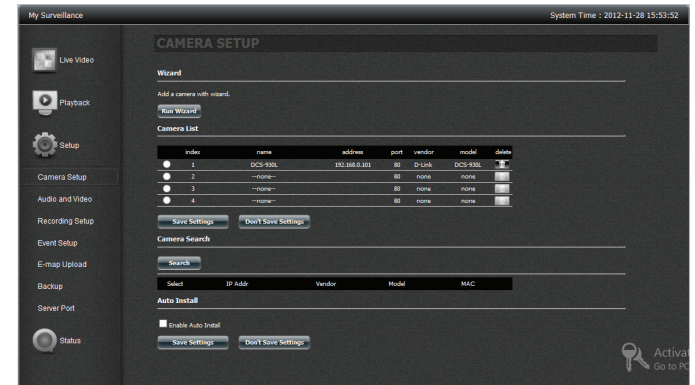 My Surveillance System Time : 2012-11-28 15:53:52
CAMERA SETUP
Live Video
Wizard
Add a camera with wizard.
Playback
Run Wizard
Camera List
Setup
index name address port vendor model delete
1 DCS-930L 192.168.0.101 80 D-Link DCS-930L
Camera Setup
2 --none-- 80 none none
3 --none-- 80 none none
Audio and Video
4 --none-- 80 none none
Recording Setup
Save Settings Don't Save Settings
Event Setup
Camera Search
E-map Upload
Search
Backup
Select IP Addr Vendor Model MAC
Auto Install
Server Port
Enable Auto Install
Status
Save Settings Don't Save Settings
Activat
Go to PC